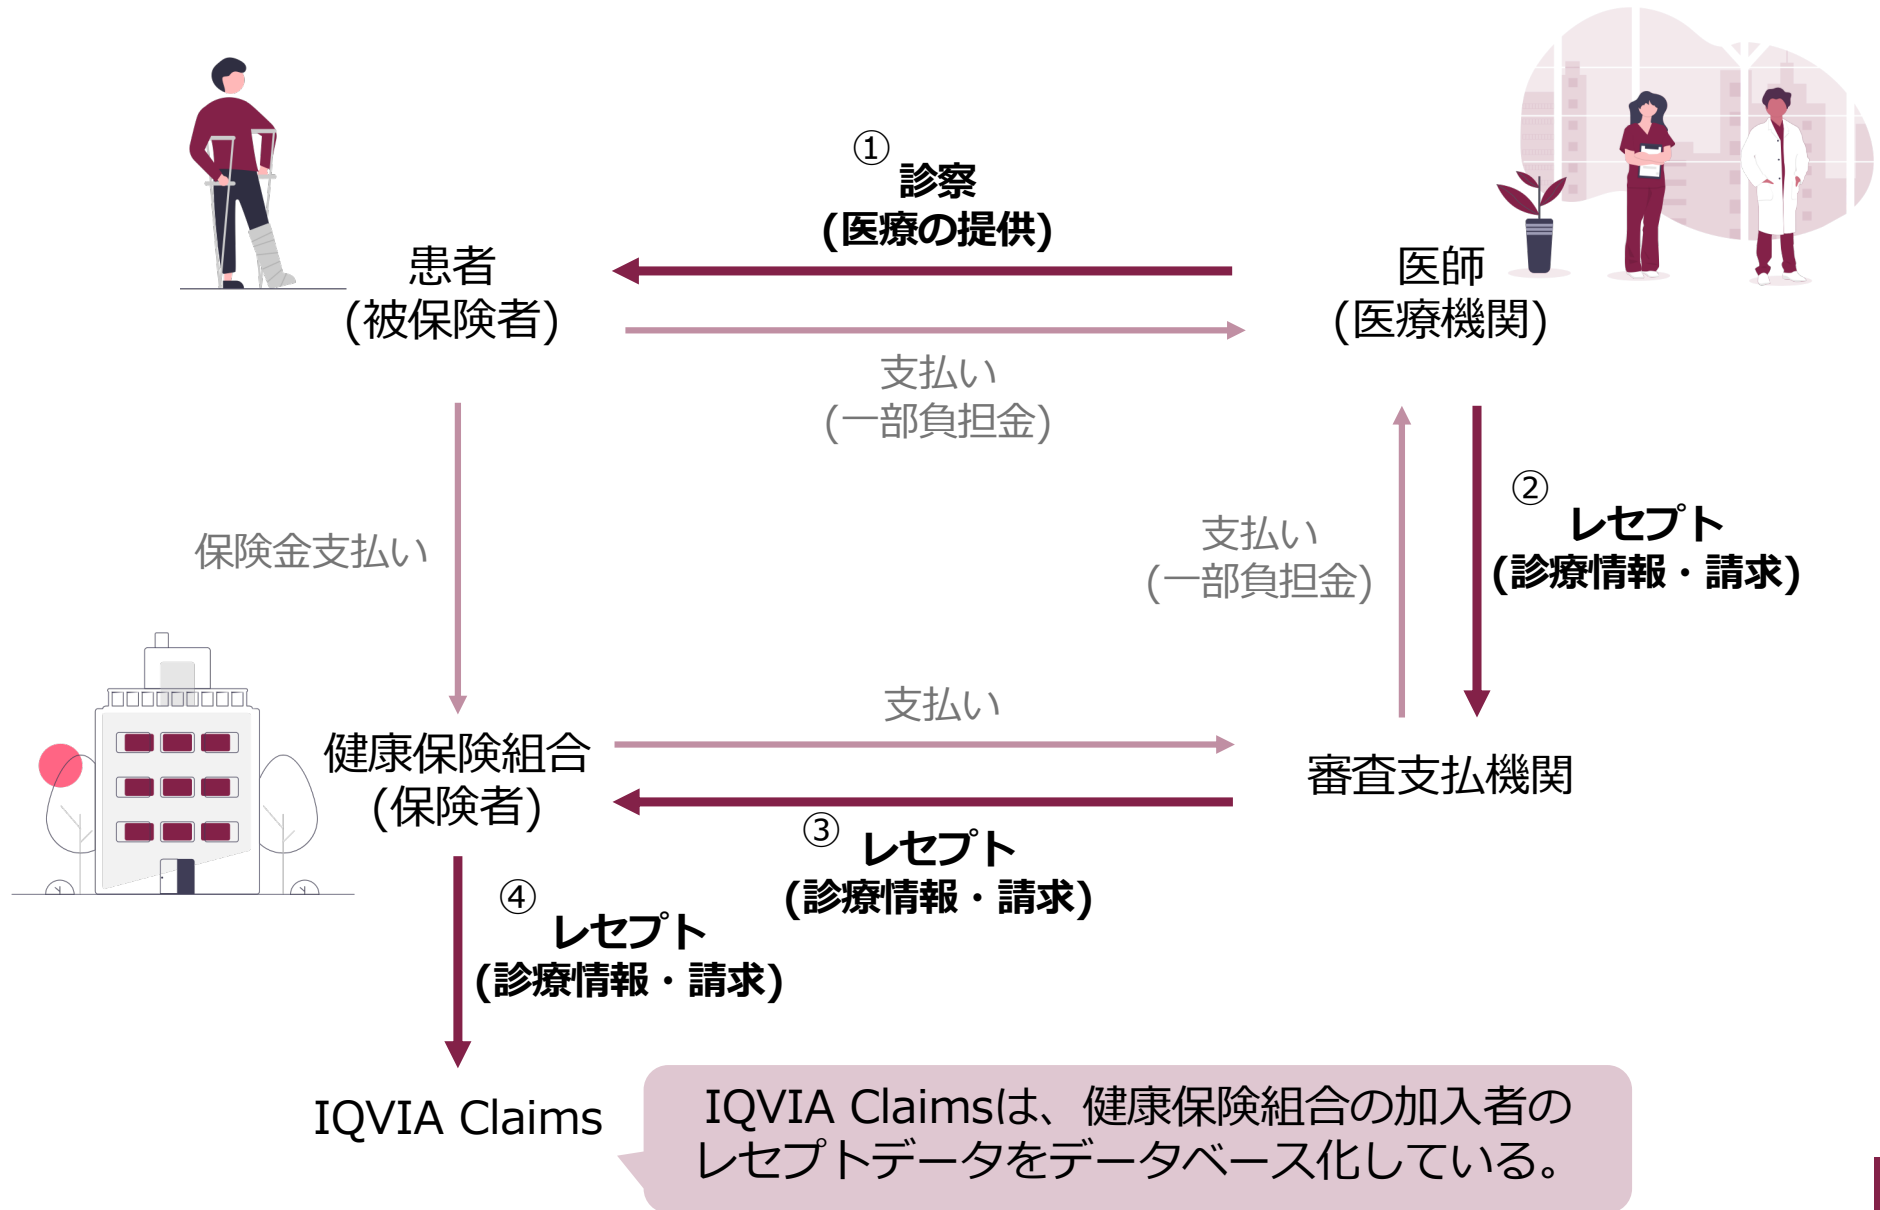 ①
診察
(医療の提供)
患者
(被保険者)
医師
(医療機関)
支払い
(一部負担金)
②
レセプト
(診療情報・請求)
保険金支払い
支払い
(一部負担金)
支払い
健康保険組合
(保険者)
審査支払機関
③
レセプト
(診療情報・請求)
④
レセプト
(診療情報・請求)
IQVIA Claims
IQVIA Claimsは、健康保険組合の加入者の
レセプトデータをデータベース化している。